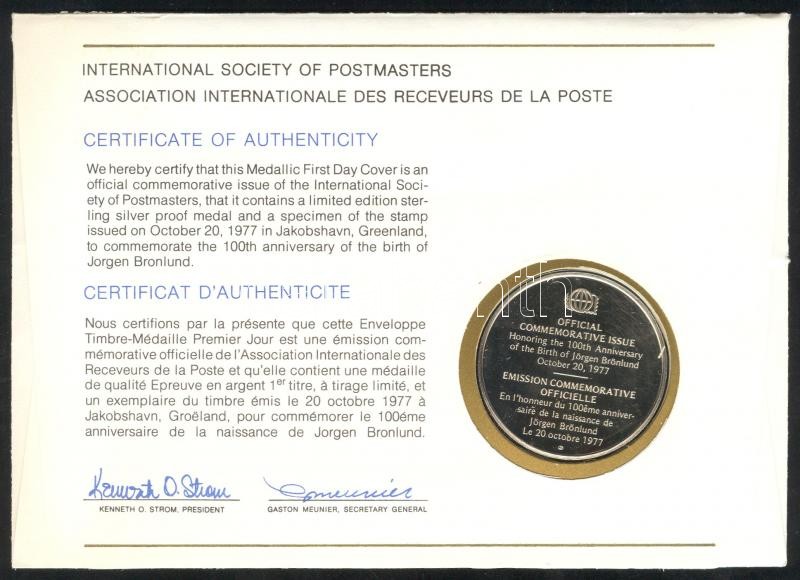 INTERNATIONAL SOCIETY OF POSTMASTERS
ASSOCIATION INTERNATIONALE DES RECEVEURS DE LA POSTE
CERTIFICATE OF AUTHENTICITY
We hereby certify that this Medallic First Day Cover is an
official commemorative issue of the International Soci-
ety of Postmasters, that it contains a limited edition ster-
ling silver proof medal and a specimen of the stamp
issued on October 20, 1977 in Jakobshavn, Greenland,
to commemorate the 100th anniversary of the birth of
Jorgen Bronlund.
CERTIFICAT D'AUTHENTICITE
Nous certifions par la présente que cette Enveloppe
Timbre-Médaille Premier Jour est une émission com-
mémorative officielle de l'Association Internationale des
Receveurs de la Poste et qu'elle contient une médaille
de qualité Epreuve en argent 1er titre, à tirage limité, et
un exemplaire du timbre émis le 20 octobre 1977 à
Jakobshavn, Groëland, pour commémorer le 100éme
anniversaire de la naissance de Jorgen Bronlund.
Kenneth O. Strom
KENNETH O. STROM, PRESIDENT
GMeunier
GASTON MEUNIER, SECRETARY GENERAL
OFFICIAL
COMMEMORATIVE ISSUE
Honoring the 100th Anniversary
of the Birth of Jörgen Brönlund
October 20, 1977
EMISSION COMMEMORATIVE
OFFICIELLE
En l'honneur du 100ème anniver-
saire de la naissance de
Jörgen Brönlund
Le 20 octobre 1977